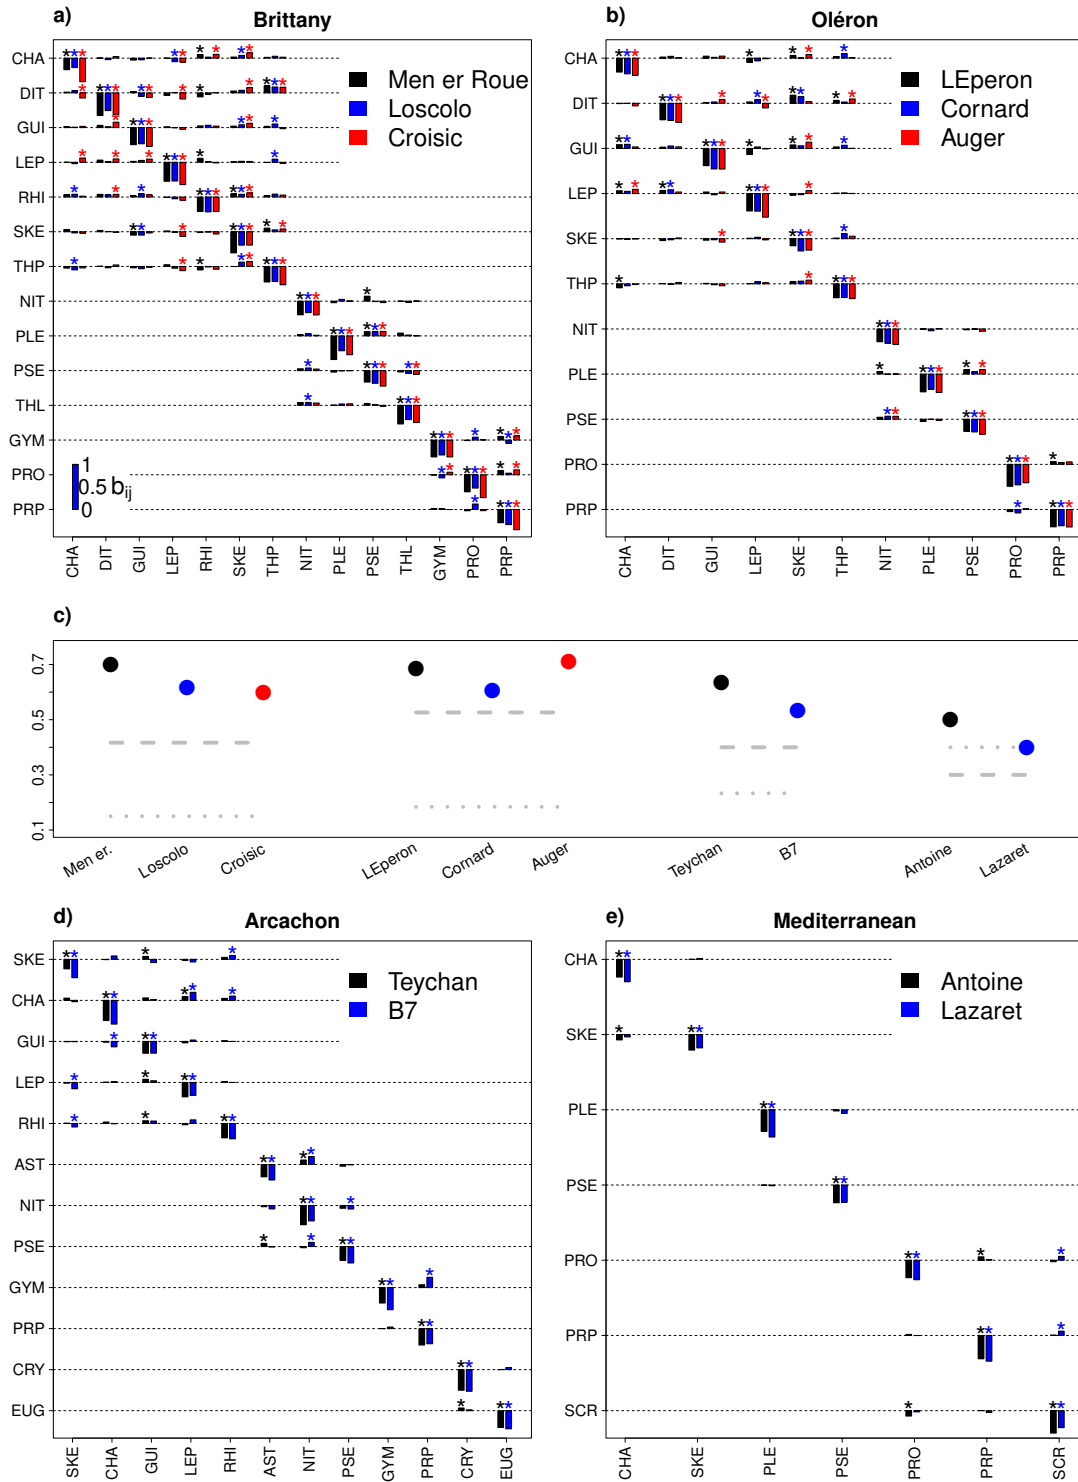 a) Brittany
CHA
DIT
GUI
LEP
RHI
SKE
THP
NIT
PLE
PSE
THL
GYM
PRO
PRP
Men er Roue
Loscolo
Croisic
1
0.5 bij
0
CHA DIT GUI LEP RHI SKE THP NIT PLE PSE THL GYM PRO PRP
b) Oléron
CHA
DIT
GUI
LEP
SKE
THP
NIT
PLE
PSE
PRO
PRP
LEperon
Cornard
Auger
CHA DIT GUI LEP SKE THP NIT PLE PSE PRO PRP
c)
0.7
0.5
0.3
0.1
Men er. Loscolo Croisic LEperon Cornard Auger Teychan B7 Antoine Lazaret
d) Arcachon
SKE
CHA
GUI
LEP
RHI
AST
NIT
PSE
GYM
PRP
CRY
EUG
Teychan
B7
SKE CHA GUI LEP RHI AST NIT PSE GYM PRP CRY EUG
e) Mediterranean
CHA
SKE
PLE
PSE
PRO
PRP
SCR
Antoine
Lazaret
CHA SKE PLE PSE PRO PRP SCR